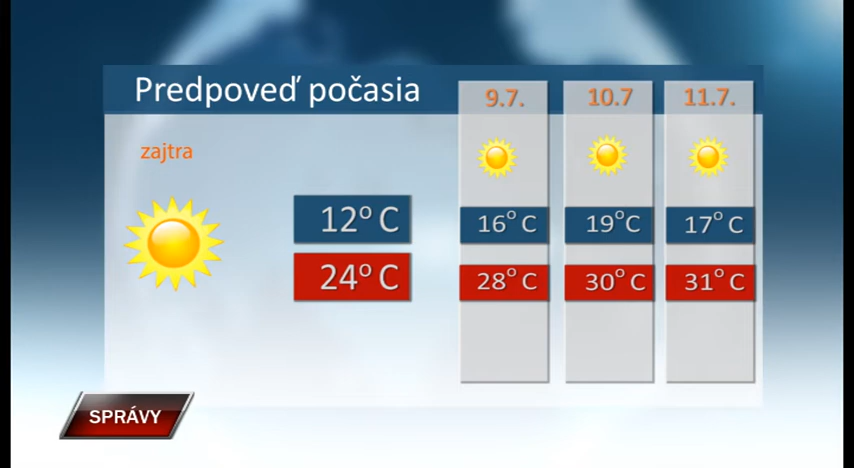 Predpoveď počasia
zajtra
12° C
24° C
9.7.
16° C
28° C
10.7
19°C
30° C
11.7.
17° C
31° C
SPRÁVY